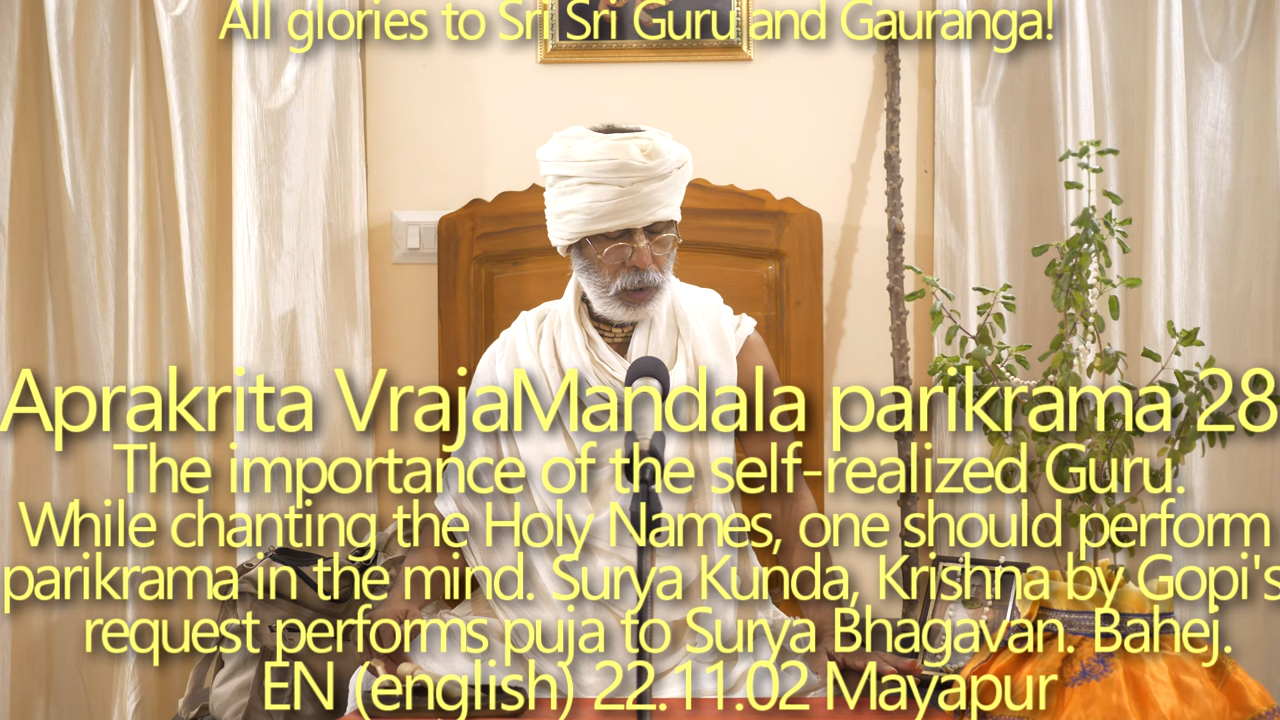 All glories to Sri Sri Guru and Gauranga!
Aprakrita VrajaMandala parikrama 28
The importance of the self-realized Guru.
While chanting the Holy Names, one should perform
parikrama in the mind. Surya Kunda, Krishna by Gopi's
request performs puja to Surya Bhagavan. Bahej.
EN (english) 22.11.02 Mayapur